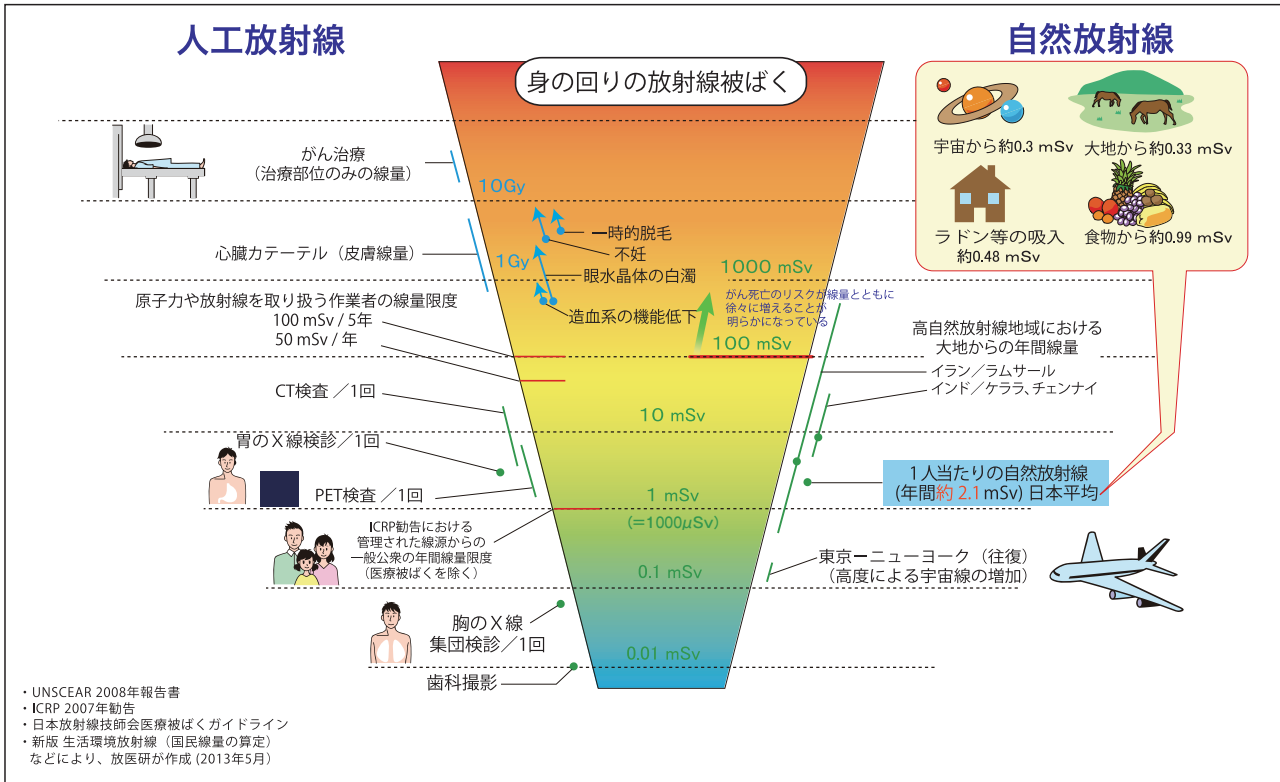 人工放射線
自然放射線
身の回りの放射線被ばく
宇宙から約0.3 mSv
大地から約0.33 mSv
ラドン等の吸入
約0.48 mSv
食物から約0.99 mSv
がん治療
(治療部位のみの線量)
10Gy
心臓カテーテル（皮膚線量）
1Gy
一時的脱毛
不妊
眼水晶体の白濁
造血系の機能低下
1000 mSv
がん死亡のリスクが線量とともに
徐々に増えることが
明らかになっている
100 mSv
原子力や放射線を取り扱う作業者の線量限度
100 mSv / 5年
50 mSv / 年
高自然放射線地域における
大地からの年間線量
イラン／ラムサール
インド／ケララ、チェンナイ
CT検査 ／1回
10 mSv
胃のX線検診／1回
PET検査 ／1回
1 mSv
(=1000μSv)
1人当たりの自然放射線
(年間約 2.1 mSv) 日本平均
ICRP勧告における
管理された線源からの
一般公衆の年間線量限度
（医療被ばくを除く）
0.1 mSv
東京ーニューヨーク（往復）
（高度による宇宙線の増加）
胸のX線
集団検診／1回
0.01 mSv
歯科撮影
・UNSCEAR 2008年報告書
・ICRP 2007年勧告
・日本放射線技師会医療被ばくガイドライン
・新版 生活環境放射線（国民線量の算定）
などにより、放医研が作成 (2013年5月）